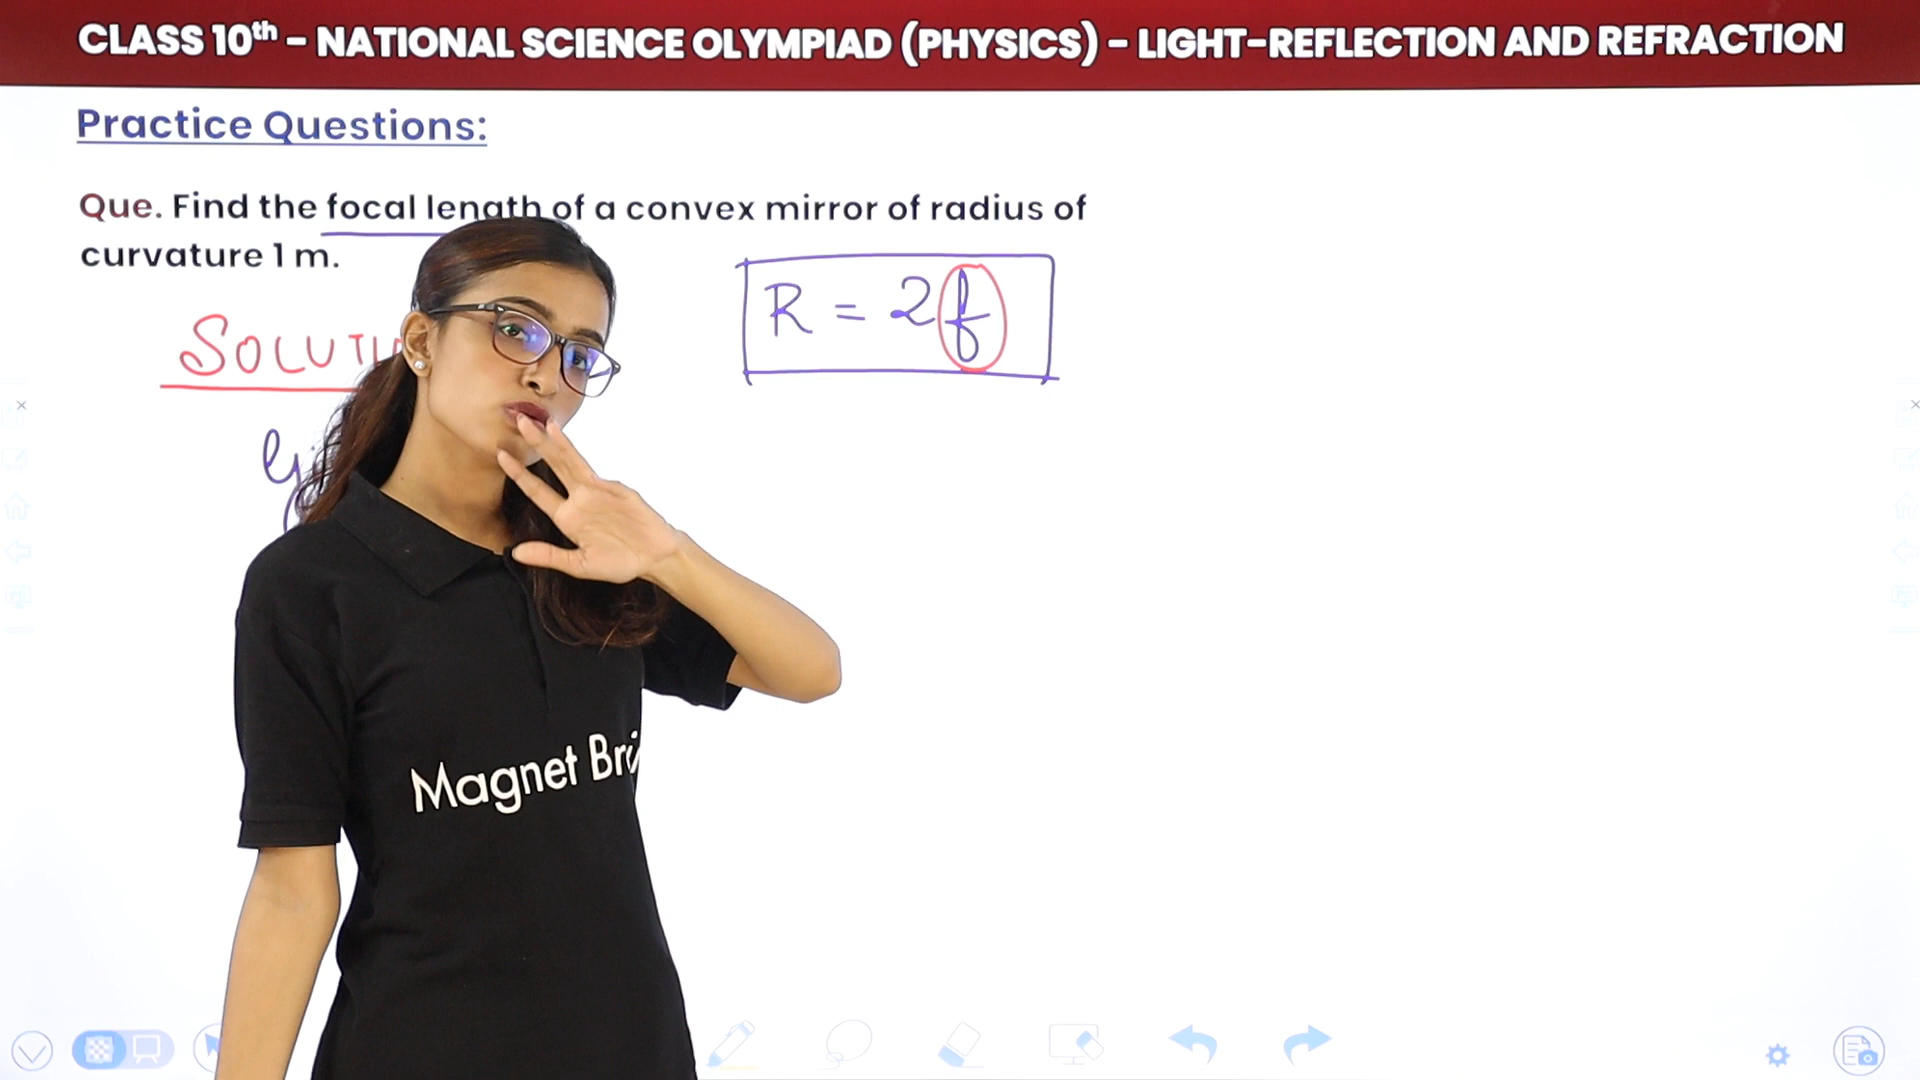 CLASS 10th - NATIONAL SCIENCE OLYMPIAD (PHYSICS) - LIGHT-REFLECTION AND REFRACTION
Practice Questions:
Que. Find the focal length of a convex mirror of radius of
curvature 1 m.
R = 2f
Magnet